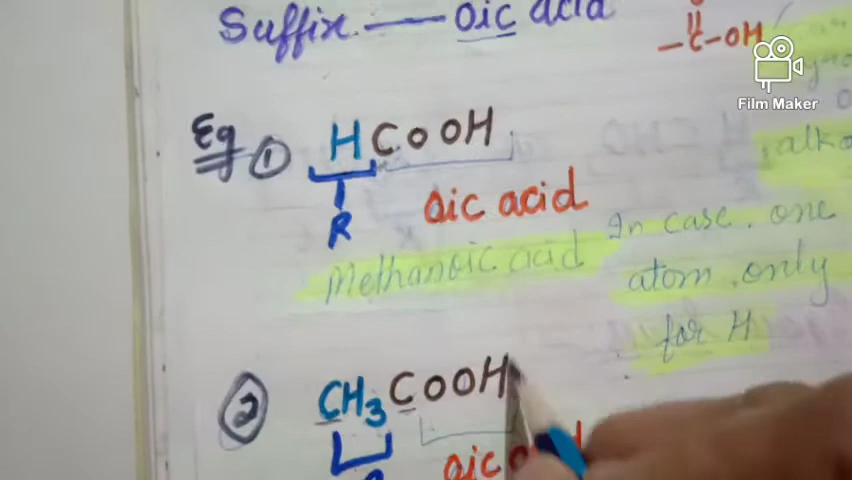 Suffix — oic acid
-C-OH
Film Maker
Eg ① HCOOH
R
oic acid
Methanoic acid
In case. one
atom. only
for H
② CH₃COOH
oic